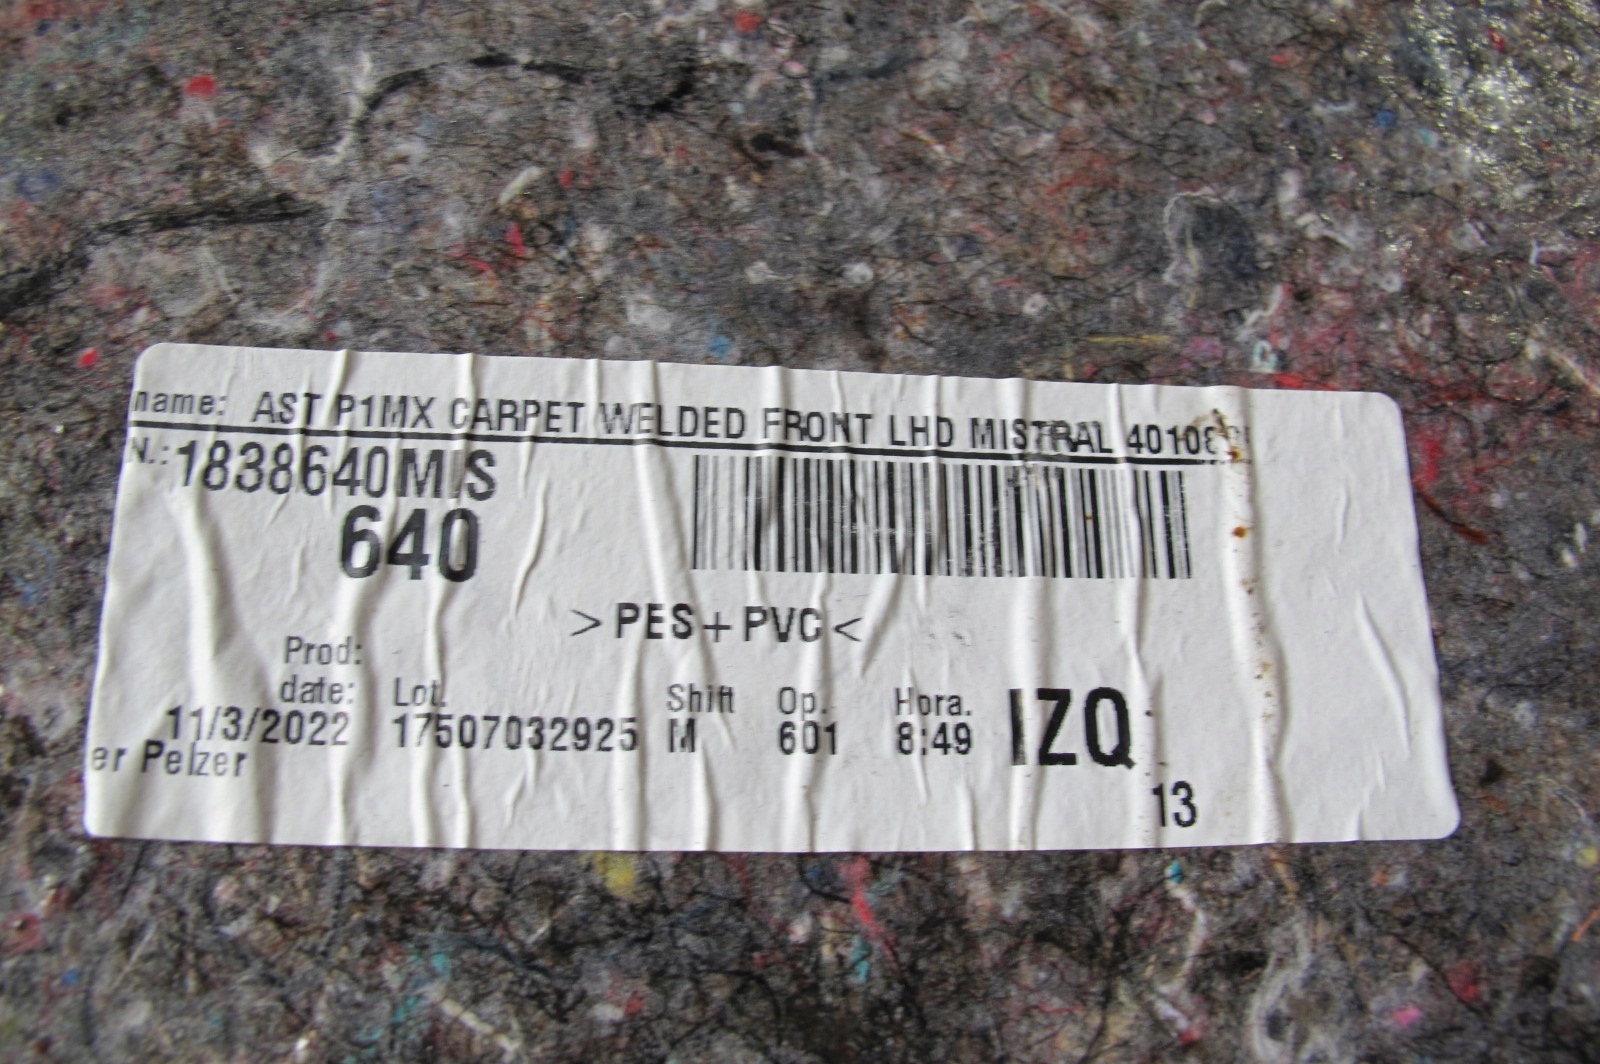 name: AST P1MX CARPET WELDED FRONT LHD MISTRAL
N.: 1838640MIS
640
>PES+PVC<
Prod:
date: Lot. Shift Op. Hora. IZQ
11/3/2022 17507032925 M 601 8:49
er Pelzer
13